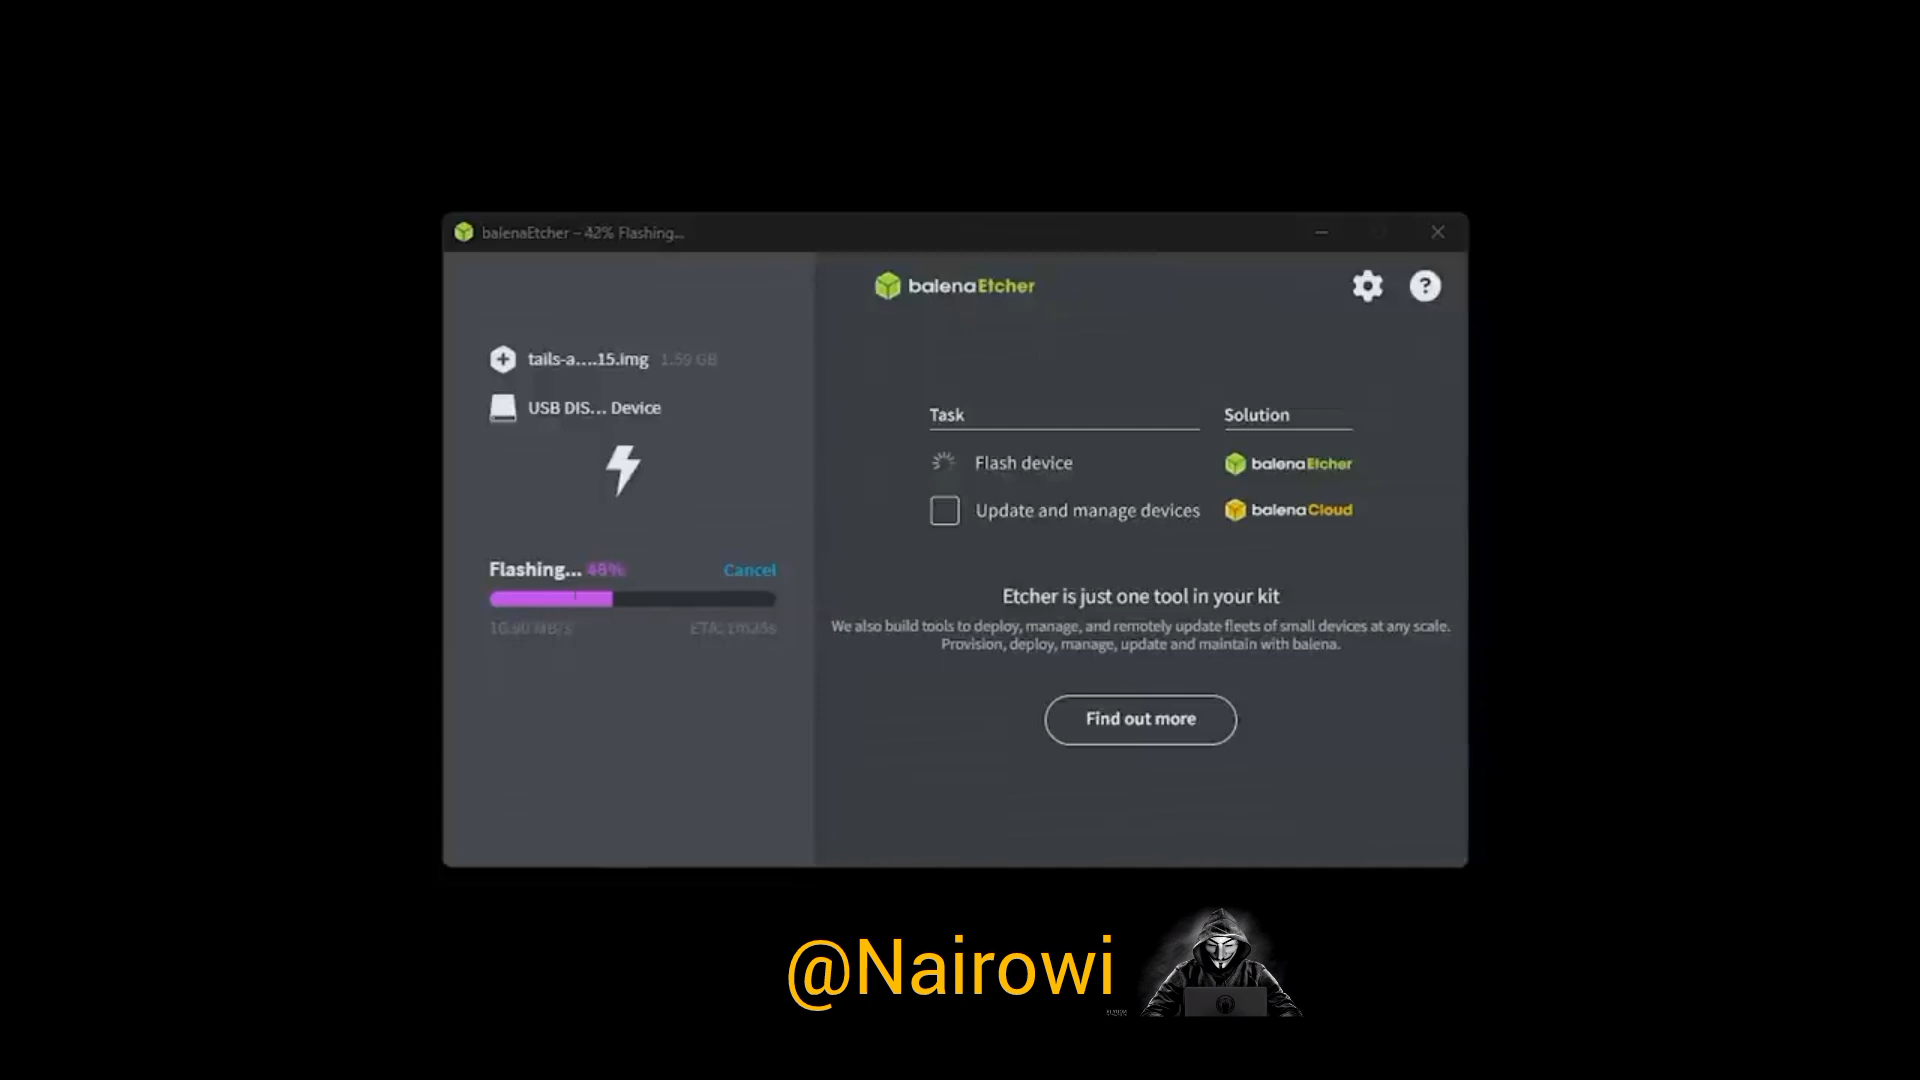 balenaEtcher – 42% Flashing...
balenaEtcher
?
tails-a....15.img 1.59 GB
USB DIS... Device
Task Solution
Flash device balenaEtcher
Update and manage devices balenaCloud
Flashing... Cancel
Etcher is just one tool in your kit
We also build tools to deploy, manage, and remotely update fleets of small devices at any scale.
Provision, deploy, manage, update and maintain with balena.
Find out more
@Nairowi